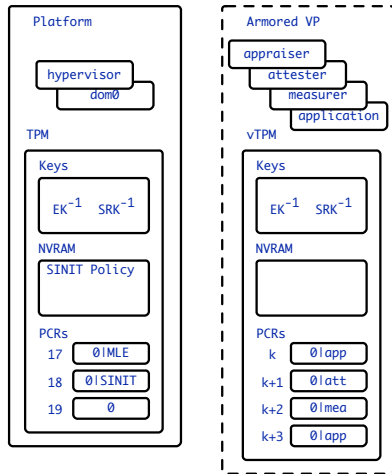 Platform
hypervisor
dom0
TPM
Keys
EK-1 SRK-1
NVRAM
SINIT Policy
PCRs
17 0|MLE
18 0|SINIT
19 0
Armored VP
appraiser
attester
measurer
application
vTPM
Keys
EK-1 SRK-1
NVRAM
PCRs
k 0|app
k+1 0|att
k+2 0|mea
k+3 0|app